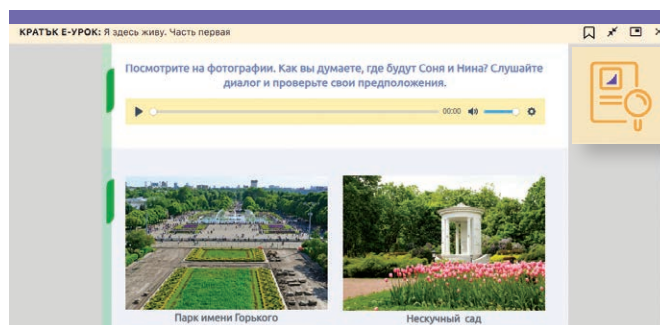 КРАТЪК Е-УРОК: Я здесь живу. Часть первая
Посмотрите на фотографии. Как вы думаете, где будут Соня и Нина? Слушайте
диалог и проверьте свои предположения.
00:00
Парк имени Горького
Нескучный сад